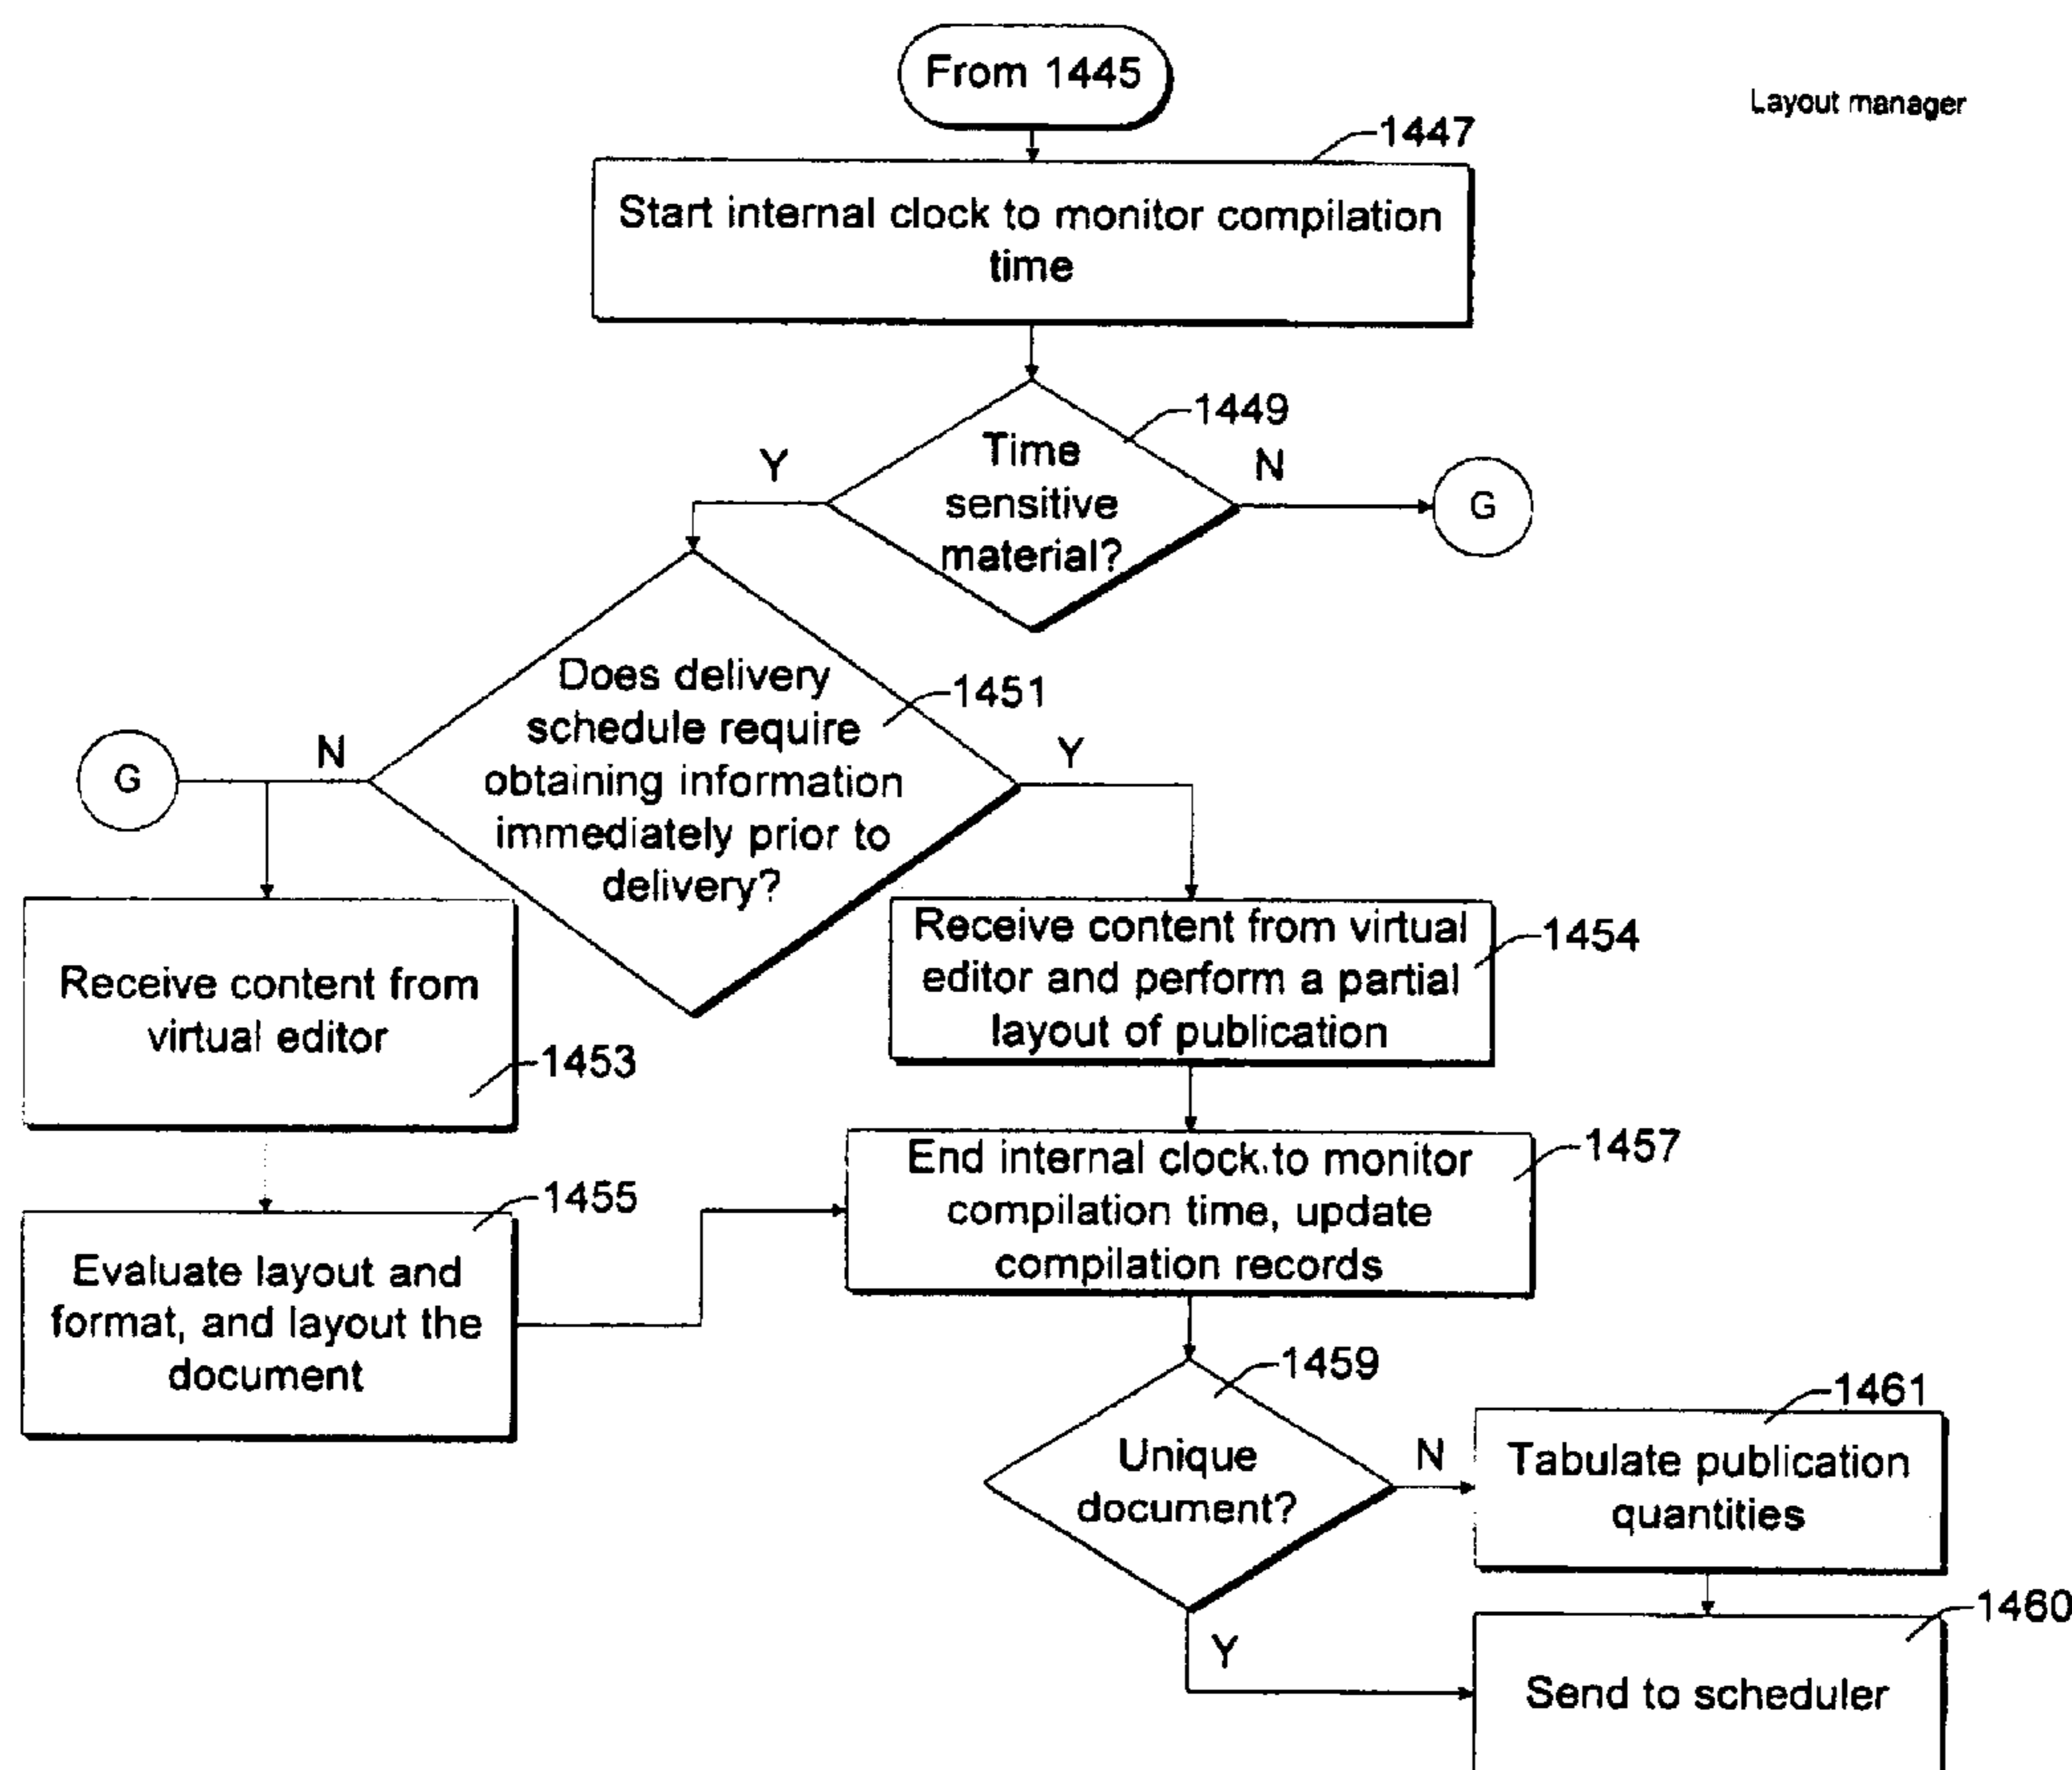 From 1445
Layout manager
1447
Start internal clock to monitor compilation
time
1449
Time
sensitive
material?
Y
N
G
Does delivery
schedule require
obtaining information
immediately prior to
delivery?
1451
G
N
Y
Receive content from
virtual editor
1453
Receive content from virtual
editor and perform a partial
layout of publication
1454
1455
Evaluate layout and
format, and layout the
document
End internal clock.to monitor
compilation time, update
compilation records
1457
1459
Unique
document?
N
Y
1461
Tabulate publication
quantities
1460
Send to scheduler